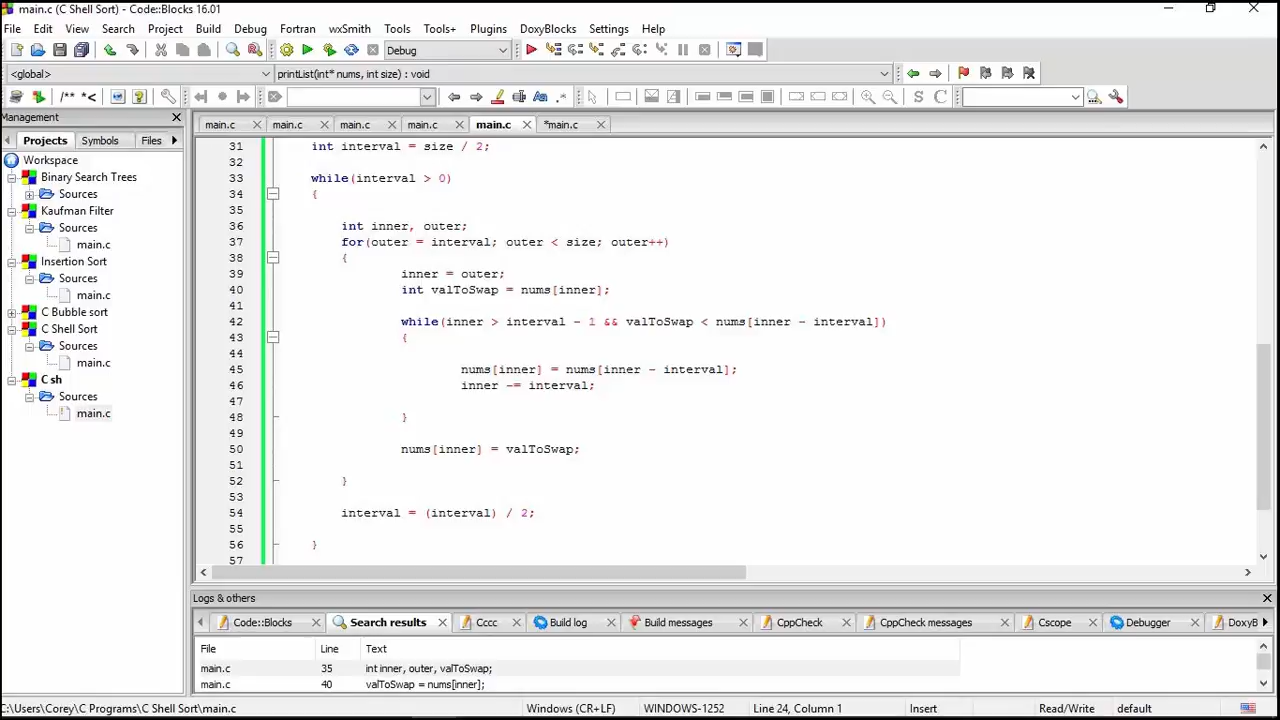 main.c (C Shell Sort) - Code::Blocks 16.01
File Edit View Search Project Build Debug Fortran wxSmith Tools Tools+ Plugins DoxyBlocks Settings Help
Debug
<global> printList(int* nums, int size) : void
/** *<
S C
Management
main.c main.c main.c main.c main.c *main.c
Projects Symbols Files
Workspace
Binary Search Trees
Sources
Kaufman Filter
Sources
main.c
Insertion Sort
Sources
main.c
C Bubble sort
C Shell Sort
Sources
main.c
C sh
Sources
main.c
31 int interval = size / 2;
32
33 while(interval > 0)
34 {
35
36 int inner, outer;
37 for(outer = interval; outer < size; outer++)
38 {
39 inner = outer;
40 int valToSwap = nums[inner];
41
42 while(inner > interval - 1 && valToSwap < nums[inner - interval])
43 {
44
45 nums[inner] = nums[inner - interval];
46 inner -= interval;
47
48 }
49
50 nums[inner] = valToSwap;
51
52 }
53
54 interval = (interval) / 2;
55
56 }
57
Logs & others
Code::Blocks Search results Cccc Build log Build messages CppCheck CppCheck messages Cscope Debugger DoxyB
File Line Text
main.c 35 int inner, outer, valToSwap;
main.c 40 valToSwap = nums[inner];
C:\Users\Corey\C Programs\C Shell Sort\main.c Windows (CR+LF) WINDOWS-1252 Line 24, Column 1 Insert Read/Write default